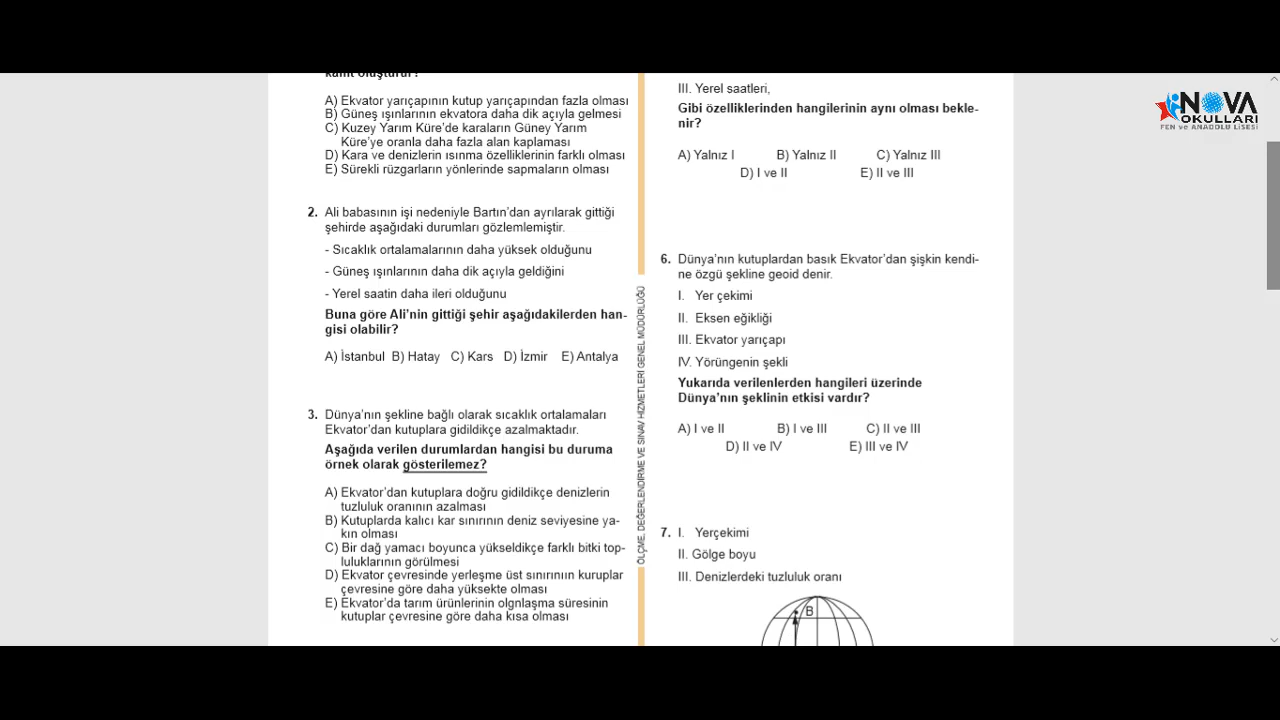 kanıt oluşturur?
A) Ekvator yarıçapının kutup yarıçapından fazla olması
B) Güneş ışınlarının ekvatora daha dik açıyla gelmesi
C) Kuzey Yarım Küre’de karaların Güney Yarım
Küre’ye oranla daha fazla alan kaplaması
D) Kara ve denizlerin ısınma özelliklerinin farklı olması
E) Sürekli rüzgarların yönlerinde sapmaların olması
2. Ali babasının işi nedeniyle Bartın’dan ayrılarak gittiği
şehirde aşağıdaki durumları gözlemlemiştir.
- Sıcaklık ortalamalarının daha yüksek olduğunu
- Güneş ışınlarının daha dik açıyla geldiğini
- Yerel saatin daha ileri olduğunu
Buna göre Ali’nin gittiği şehir aşağıdakilerden han-
gisi olabilir?
A) İstanbul B) Hatay C) Kars D) İzmir E) Antalya
3. Dünya’nın şekline bağlı olarak sıcaklık ortalamaları
Ekvator’dan kutuplara gidildikçe azalmaktadır.
Aşağıda verilen durumlardan hangisi bu duruma
örnek olarak gösterilemez?
A) Ekvator’dan kutuplara doğru gidildikçe denizlerin
tuzluluk oranının azalması
B) Kutuplarda kalıcı kar sınırının deniz seviyesine ya-
kın olması
C) Bir dağ yamacı boyunca yükseldikçe farklı bitki top-
luluklarının görülmesi
D) Ekvator çevresinde yerleşme üst sınırınıın kuruplar
çevresine göre daha yüksekte olması
E) Ekvator’da tarım ürünlerinin olgnlaşma süresinin
kutuplar çevresine göre daha kısa olması
ÖLÇME, DEĞERLENDİRME VE SINAV HİZMETLERİ GENEL MÜDÜRLÜĞÜ
III. Yerel saatleri,
Gibi özelliklerinden hangilerinin aynı olması bekle-
nir?
A) Yalnız I B) Yalnız II C) Yalnız III
D) I ve II E) II ve III
6. Dünya’nın kutuplardan basık Ekvator’dan şişkin kendi-
ne özgü şekline geoid denir.
I. Yer çekimi
II. Eksen eğikliği
III. Ekvator yarıçapı
IV. Yörüngenin şekli
Yukarıda verilenlerden hangileri üzerinde
Dünya’nın şeklinin etkisi vardır?
A) I ve II B) I ve III C) II ve III
D) II ve IV E) III ve IV
7. I. Yerçekimi
II. Gölge boyu
III. Denizlerdeki tuzluluk oranı
B
NOVA
OKULLARI
FEN ve ANADOLU LİSESİ